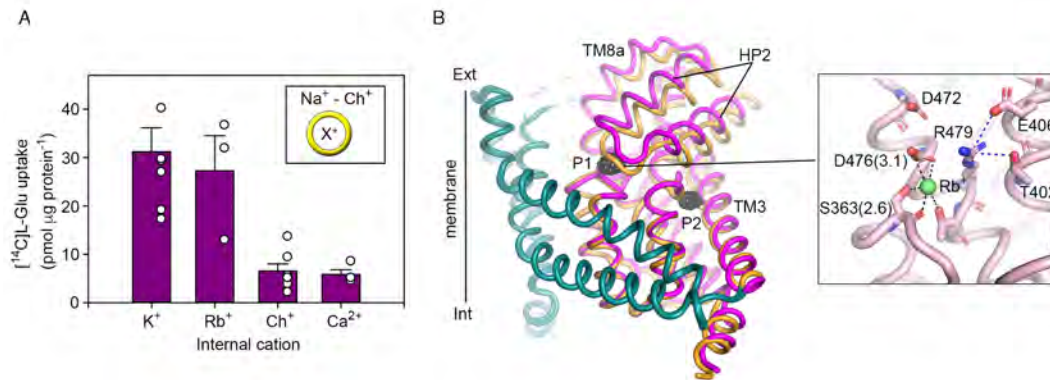 A
[¹⁴C]L-Glu uptake
(pmol μg protein⁻¹)
40
30
20
10
0
Na⁺ - Ch⁺
X⁺
K⁺ Rb⁺ Ch⁺ Ca²⁺
Internal cation
B
Ext
membrane
Int
TM8a
HP2
P1
P2
TM3
D472
R479
E406
D476(3.1)
Rb
S363(2.6)
T402